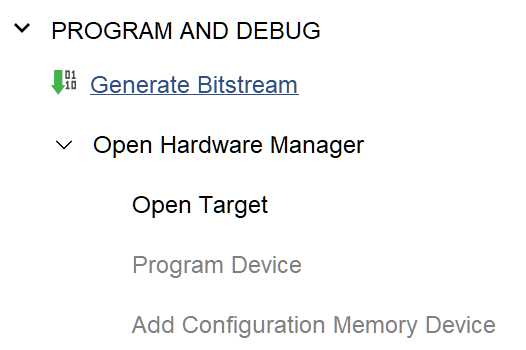 PROGRAM AND DEBUG
Generate Bitstream
Open Hardware Manager
Open Target
Program Device
Add Configuration Memory Device